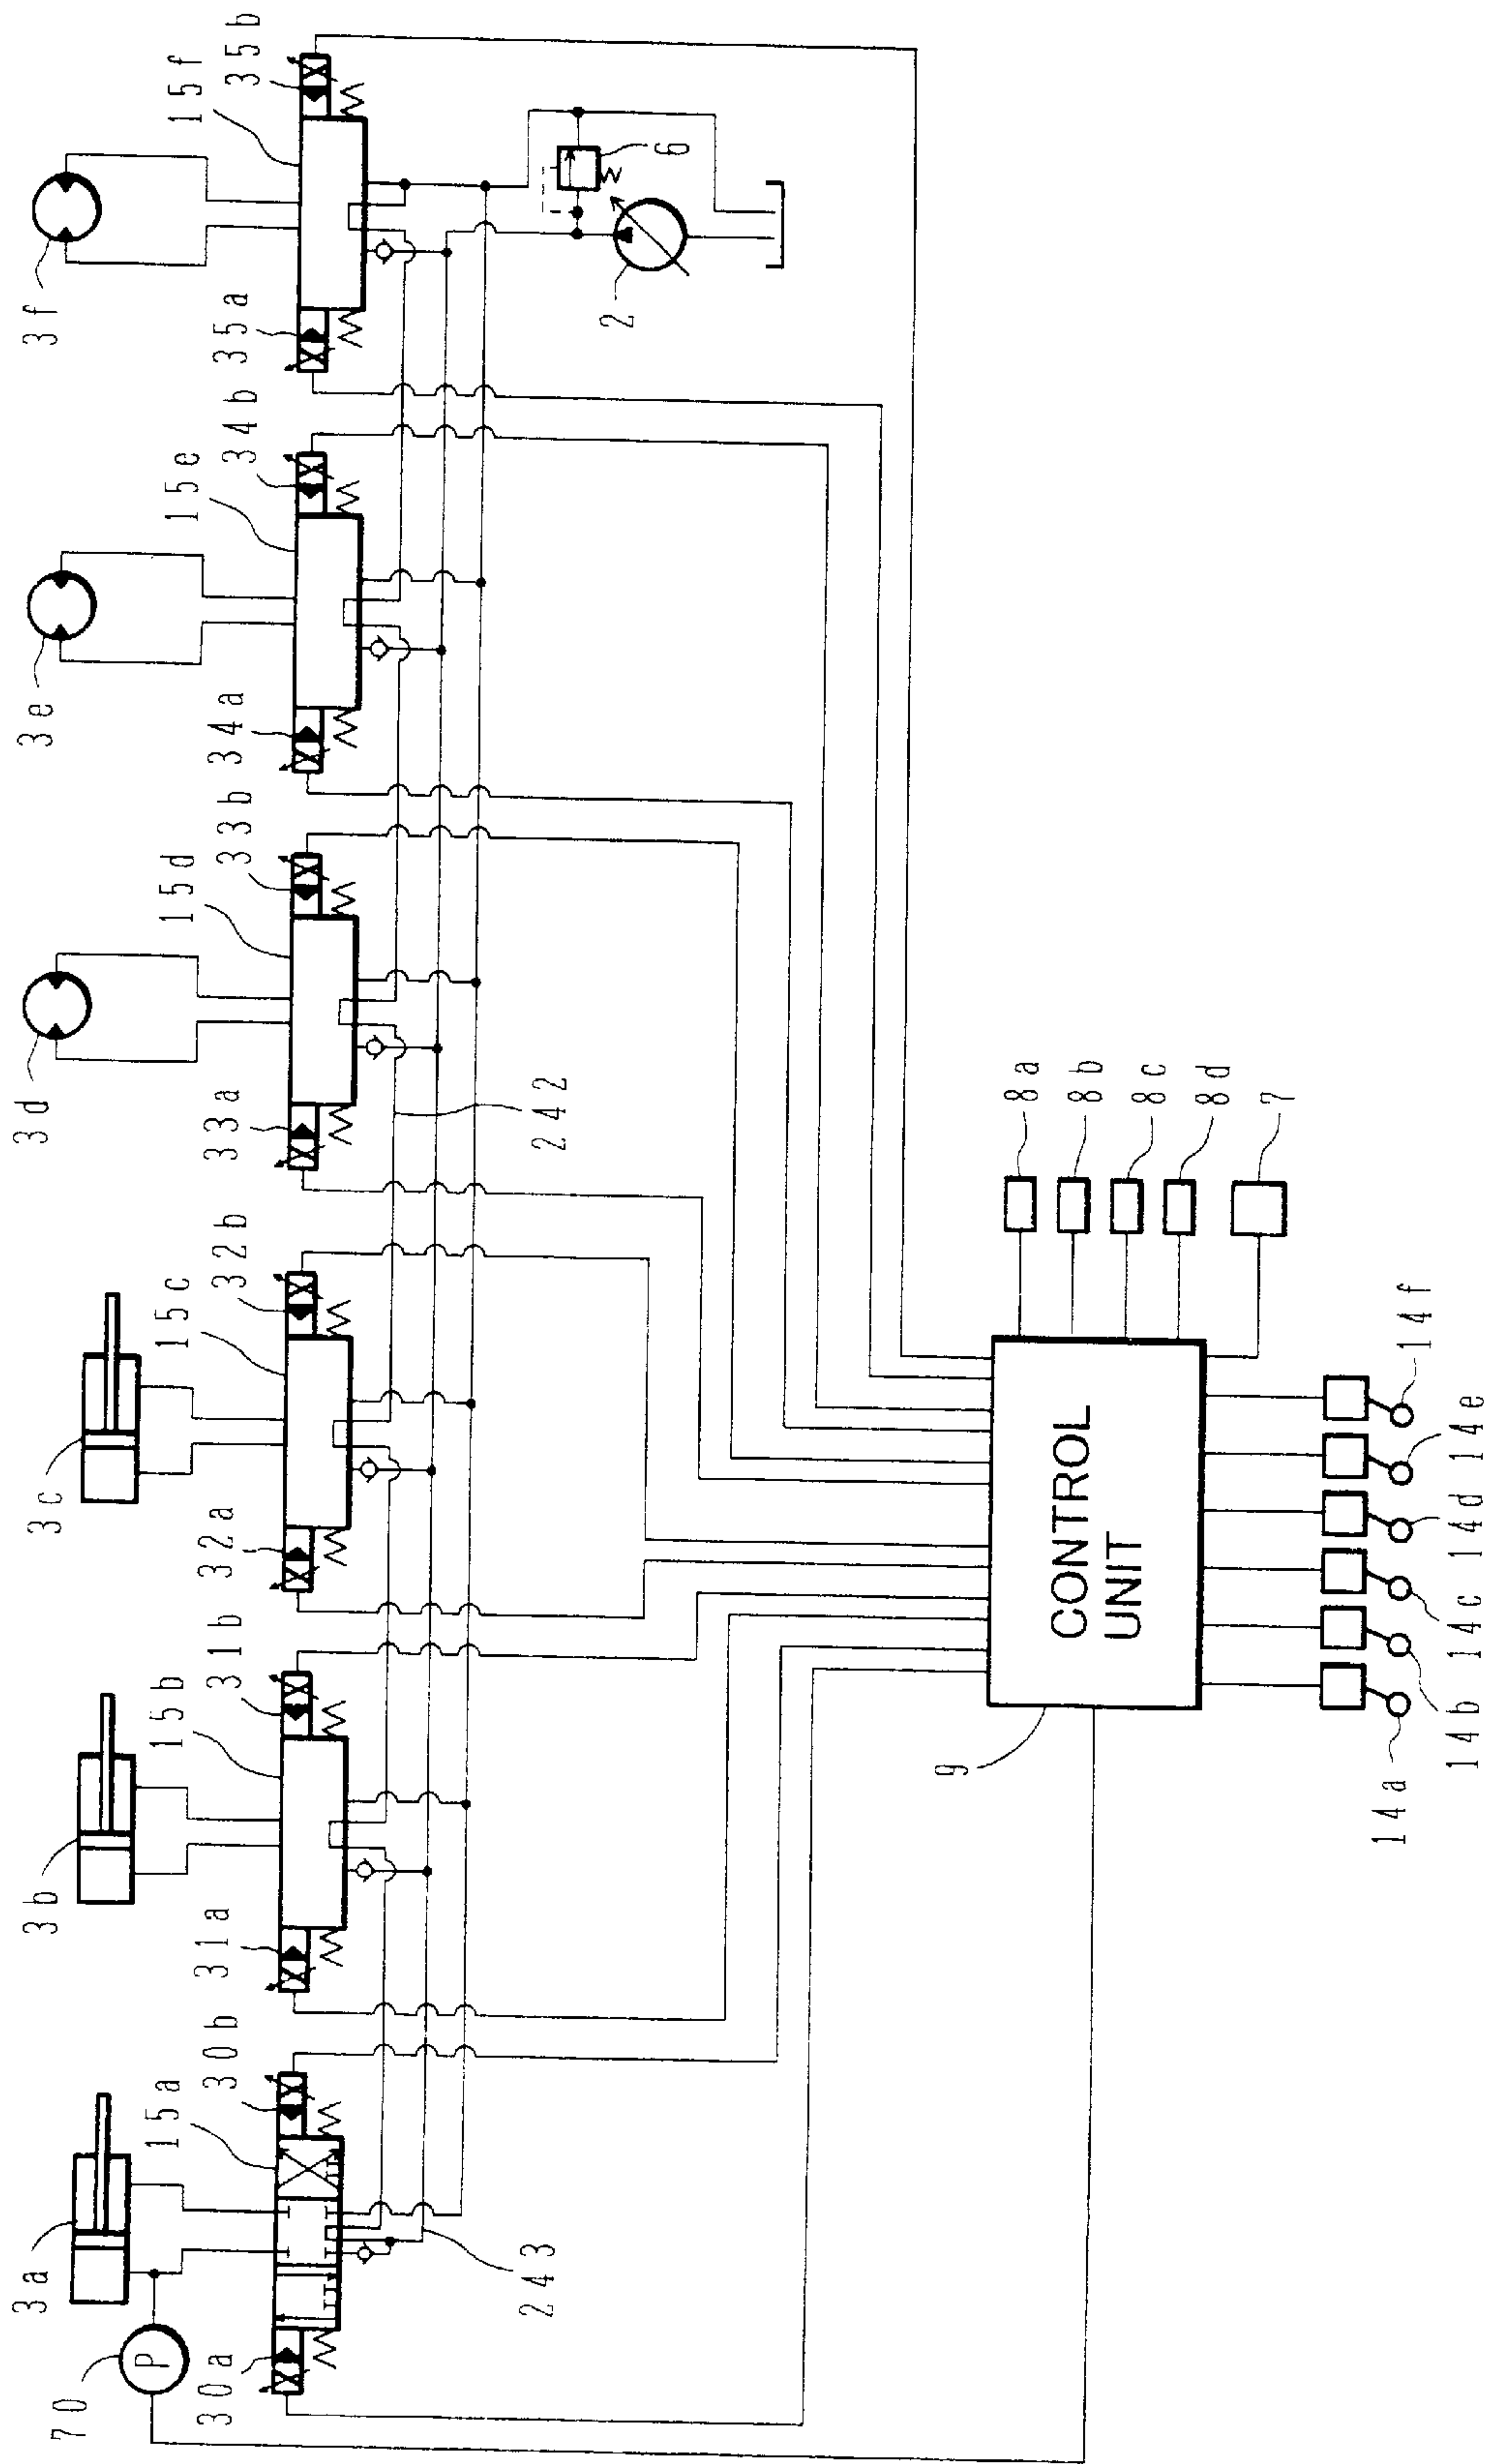 70
P
3a
3b
3c
3d
3e
3f
15a
15b
15c
15d
15e
15f
30a
30b
31a
31b
32a
32b
33a
33b
34a
34b
35a
35b
243
242
2
6
9
CONTROL
UNIT
8a
8b
8c
8d
7
14a
14b
14c
14d
14e
14f